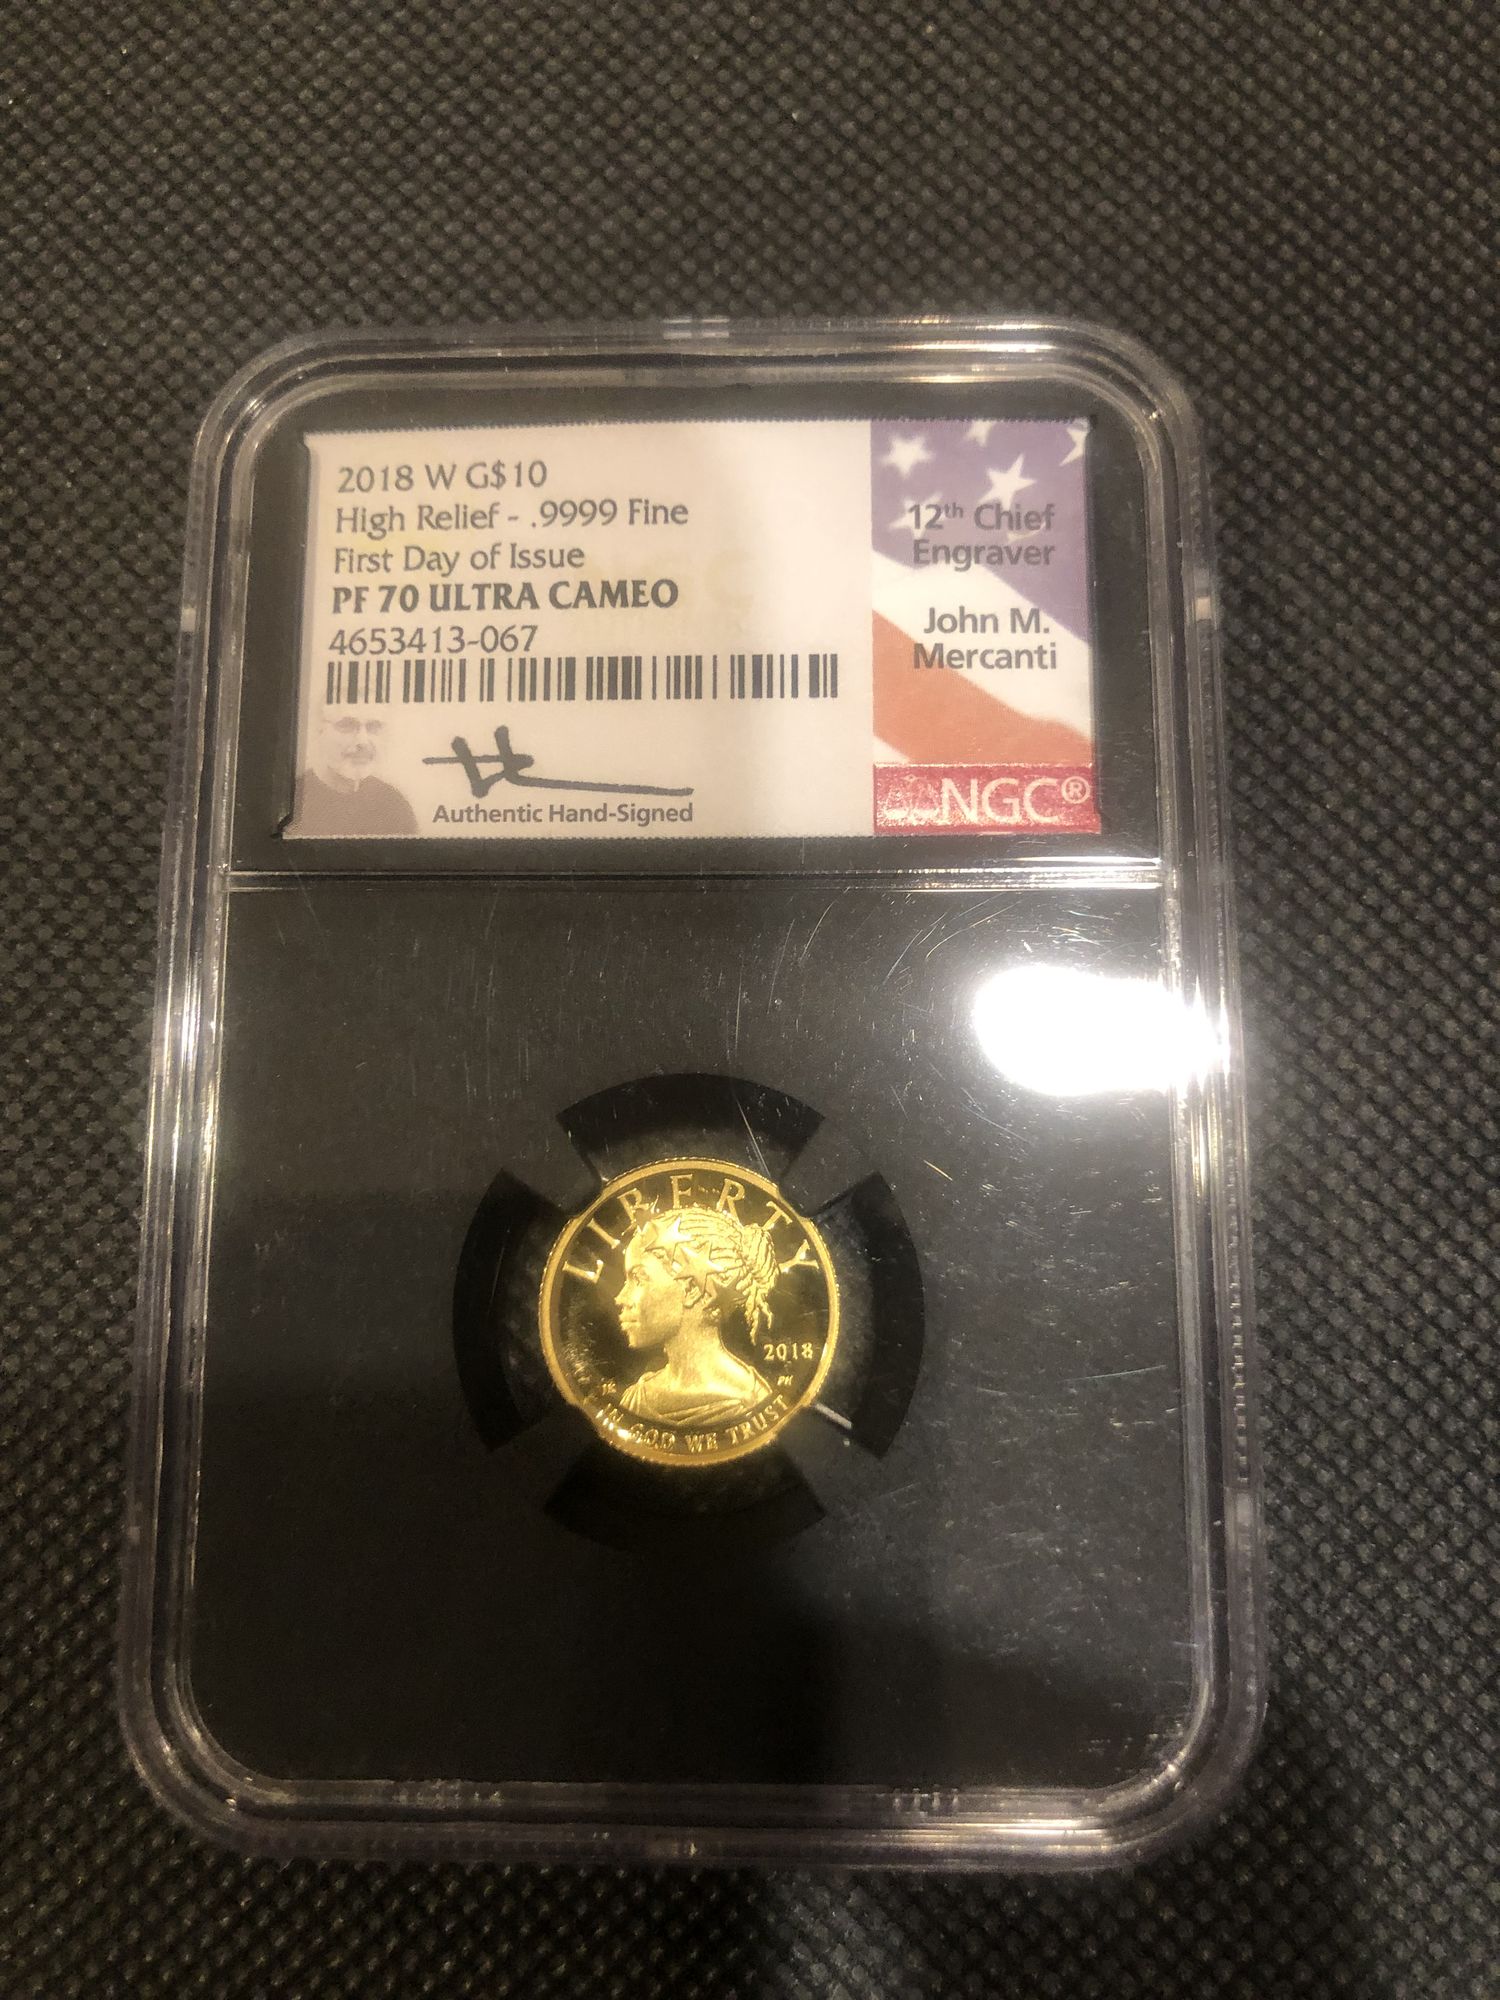 2018 W G$10
High Relief - .9999 Fine
First Day of Issue
PF 70 ULTRA CAMEO
4653413-067
Authentic Hand-Signed
12th Chief
Engraver
John M.
Mercanti
NGC®
LIBERTY
2018
PH
IN GOD WE TRUST